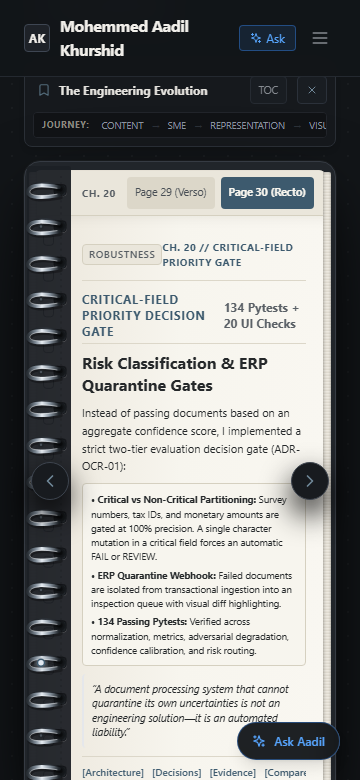 AK
Mohemmed Aadil
Khurshid
Ask
The Engineering Evolution
TOC
×
JOURNEY: CONTENT → SME → REPRESENTATION → VISU
CH. 20
Page 29 (Verso)
Page 30 (Recto)
ROBUSTNESS
CH. 20 // CRITICAL-FIELD
PRIORITY GATE
CRITICAL-FIELD
PRIORITY DECISION
GATE
134 Pytests +
20 UI Checks
Risk Classification & ERP
Quarantine Gates
Instead of passing documents based on an
aggregate confidence score, I implemented a
strict two-tier evaluation decision gate (ADR-
OCR-01):
• Critical vs Non-Critical Partitioning: Survey
numbers, tax IDs, and monetary amounts are
gated at 100% precision. A single character
mutation in a critical field forces an automatic
FAIL or REVIEW.
• ERP Quarantine Webhook: Failed documents
are isolated from transactional ingestion into an
inspection queue with visual diff highlighting.
• 134 Passing Pytests: Verified across
normalization, metrics, adversarial degradation,
confidence calibration, and risk routing.
"A document processing system that cannot
quarantine its own uncertainties is not an
engineering solution—it is an automated
liability."
Ask Aadil
[Architecture] [Decisions] [Evidence] [Compare